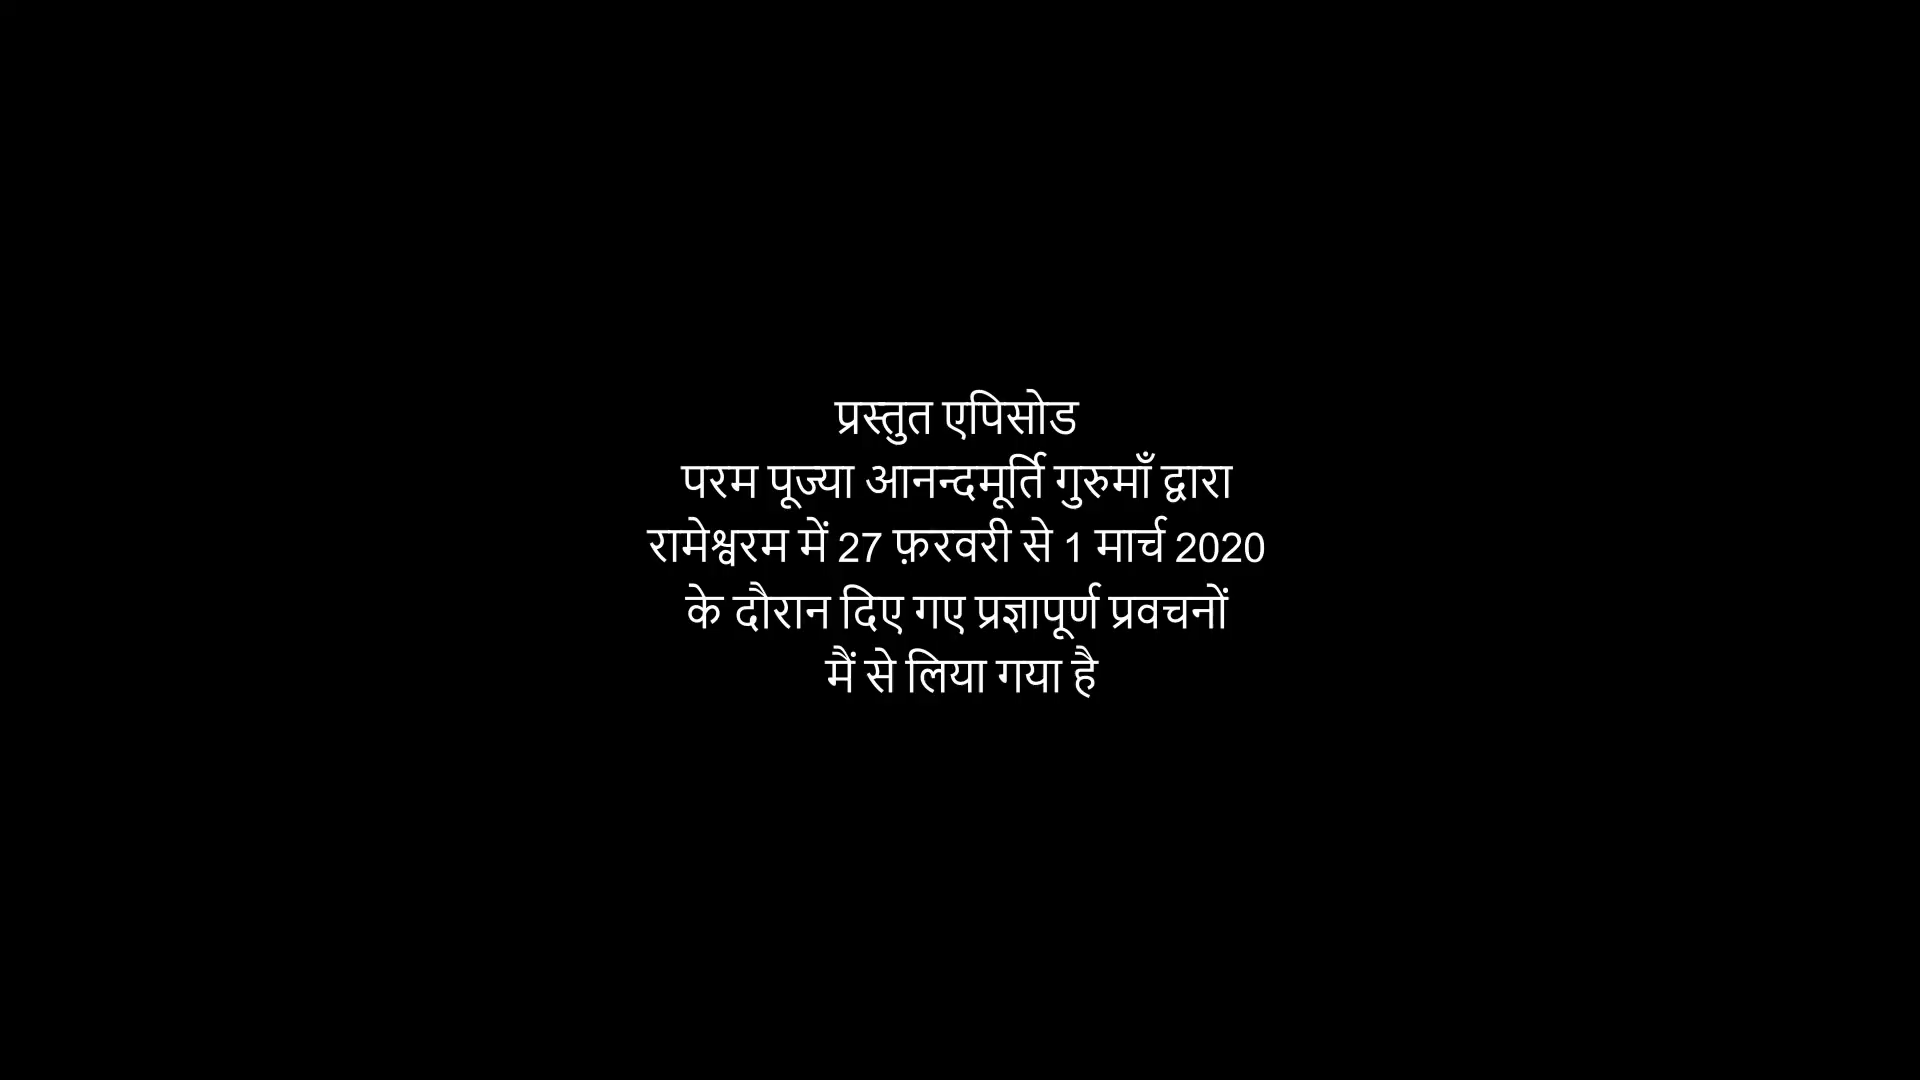 प्रस्तुत एपिसोड
परम पूज्या आनन्दमूर्ति गुरुमाँ द्वारा
रामेश्वरम में 27 फ़रवरी से 1 मार्च 2020
के दौरान दिए गए प्रज्ञापूर्ण प्रवचनों
मैं से लिया गया है